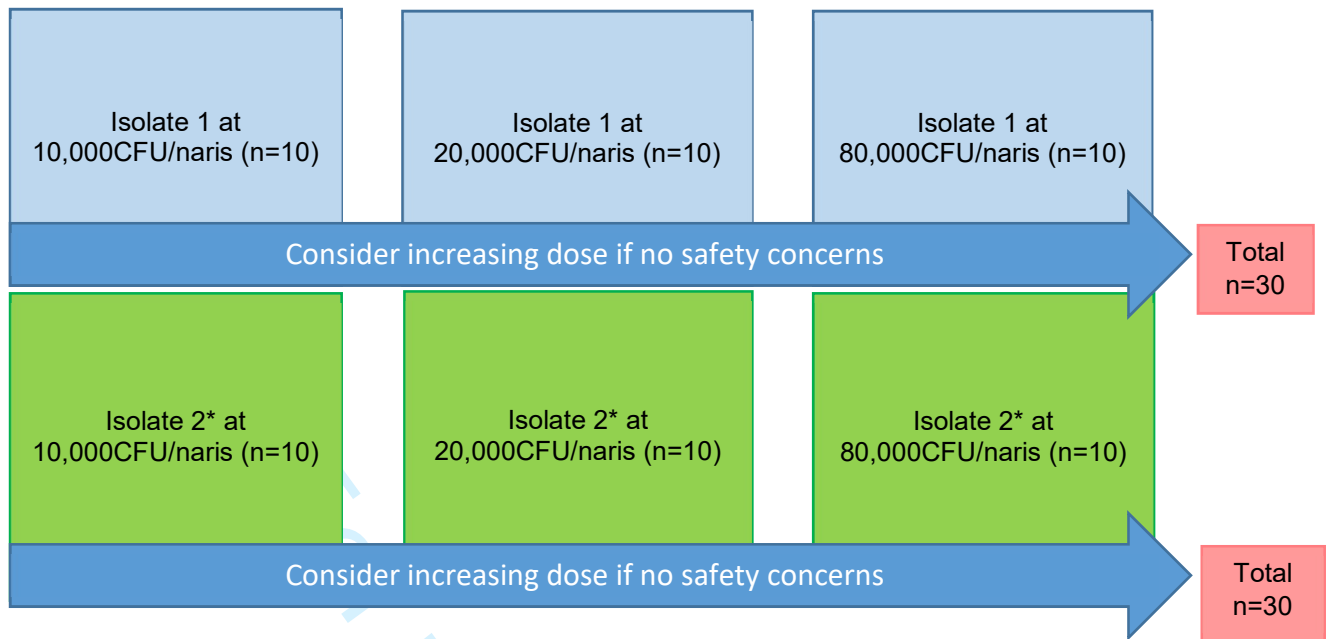 Isolate 1 at
10,000CFU/naris (n=10)
Isolate 1 at
20,000CFU/naris (n=10)
Isolate 1 at
80,000CFU/naris (n=10)
Consider increasing dose if no safety concerns
Total
n=30
Isolate 2* at
10,000CFU/naris (n=10)
Isolate 2* at
20,000CFU/naris (n=10)
Isolate 2* at
80,000CFU/naris (n=10)
Consider increasing dose if no safety concerns
Total
n=30